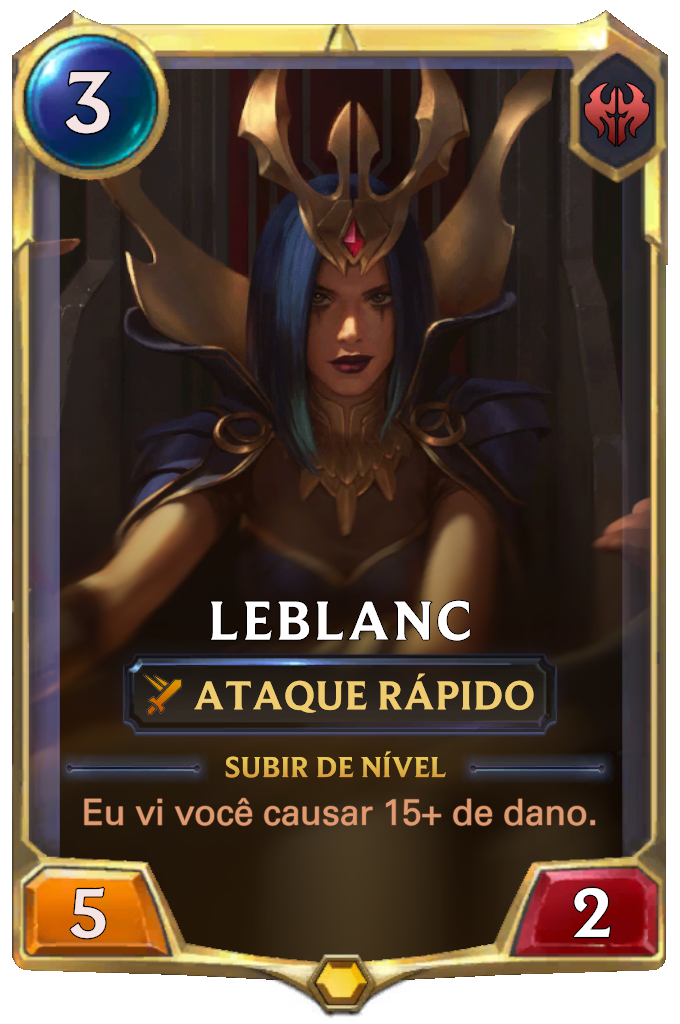 3
LEBLANC
ATAQUE RÁPIDO
SUBIR DE NÍVEL
Eu vi você causar 15+ de dano.
5
2